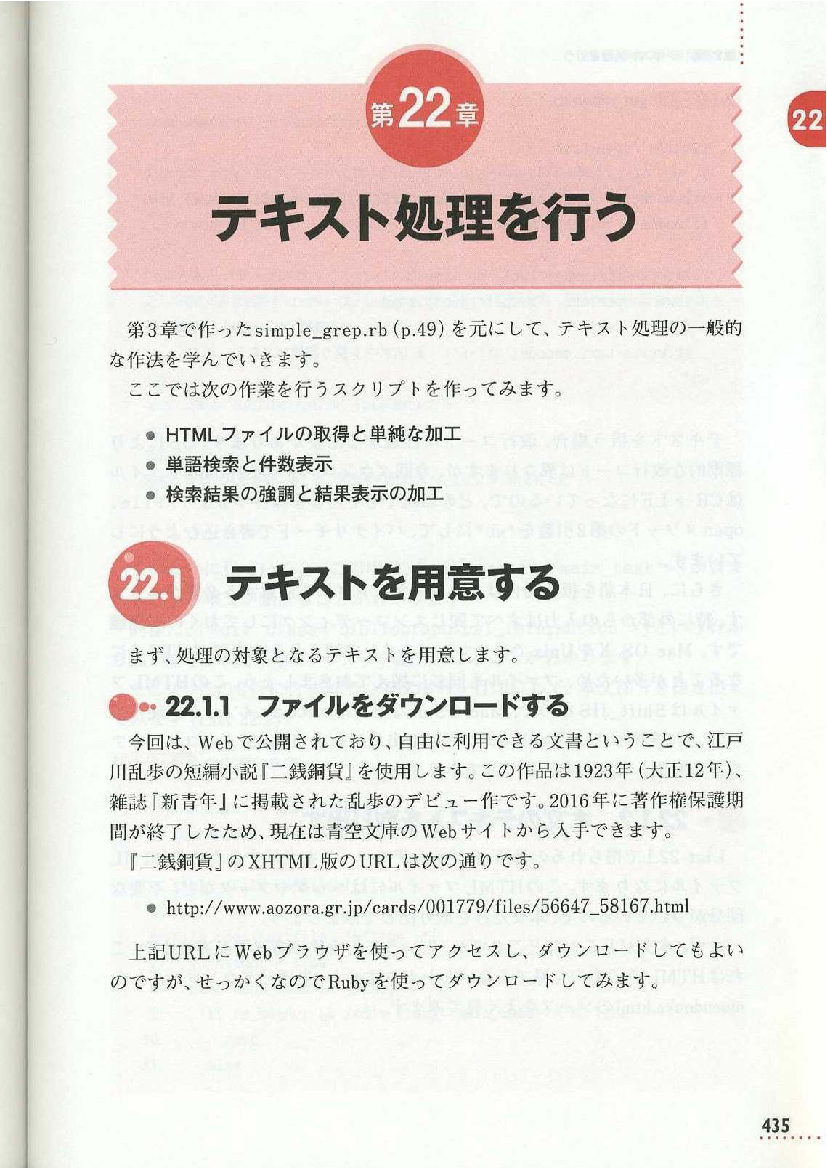 第22章
22
テキスト処理を行う
第3章で作ったsimple_grep.rb (p.49) を元にして、テキスト処理の一般的
な作法を学んでいきます。
ここでは次の作業を行うスクリプトを作ってみます。
● HTMLファイルの取得と単純な加工
● 単語検索と件数表示
● 検索結果の強調と結果表示の加工
22.1 テキストを用意する
まず、処理の対象となるテキストを用意します。
22.1.1 ファイルをダウンロードする
今回は、Webで公開されており、自由に利用できる文書ということで、江戸
川乱歩の短編小説『二銭銅貨』を使用します。この作品は1923年 (大正12年)、
雑誌『新青年』に掲載された乱歩のデビュー作です。2016年に著作権保護期
間が終了したため、現在は青空文庫のWebサイトから入手できます。
『二銭銅貨』のXHTML版のURLは次の通りです。
● http://www.aozora.gr.jp/cards/001779/files/56647_58167.html
上記URLにWebブラウザを使ってアクセスし、ダウンロードしてもよい
のですが、せっかくなのでRubyを使ってダウンロードしてみます。
435